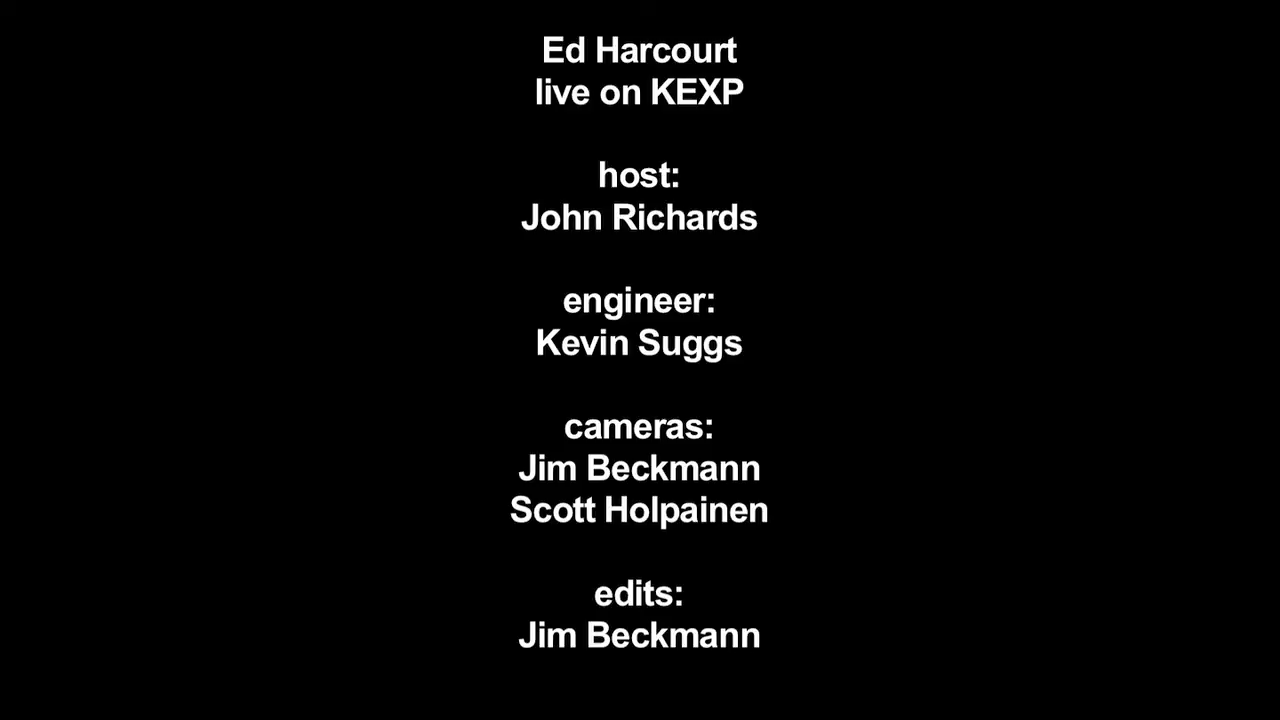 Ed Harcourt
live on KEXP
host:
John Richards
engineer:
Kevin Suggs
cameras:
Jim Beckmann
Scott Holpainen
edits:
Jim Beckmann